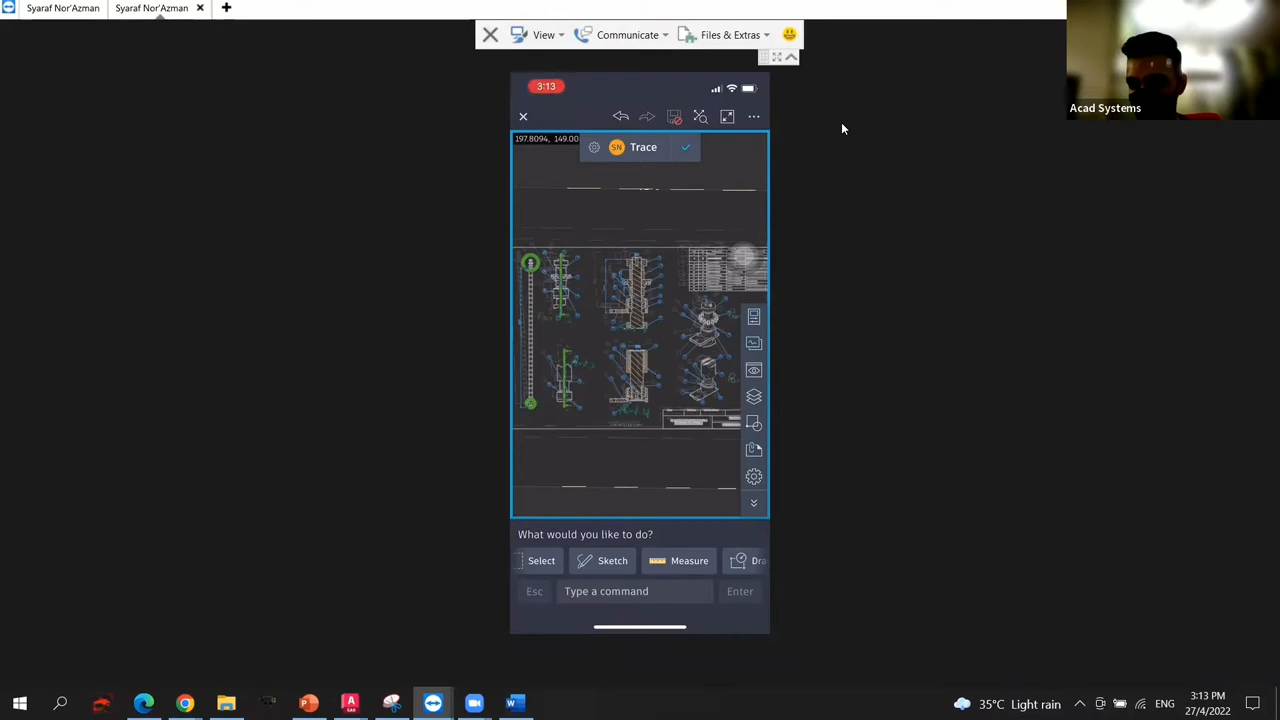 Syaraf Nor'Azman
Syaraf Nor'Azman
View
Communicate
Files & Extras
Acad Systems
3:13
197.8094, 149.00
SN Trace
What would you like to do?
Select
Sketch
Measure
Dra
Esc
Type a command
Enter
35°C Light rain
ENG
3:13 PM
27/4/2022